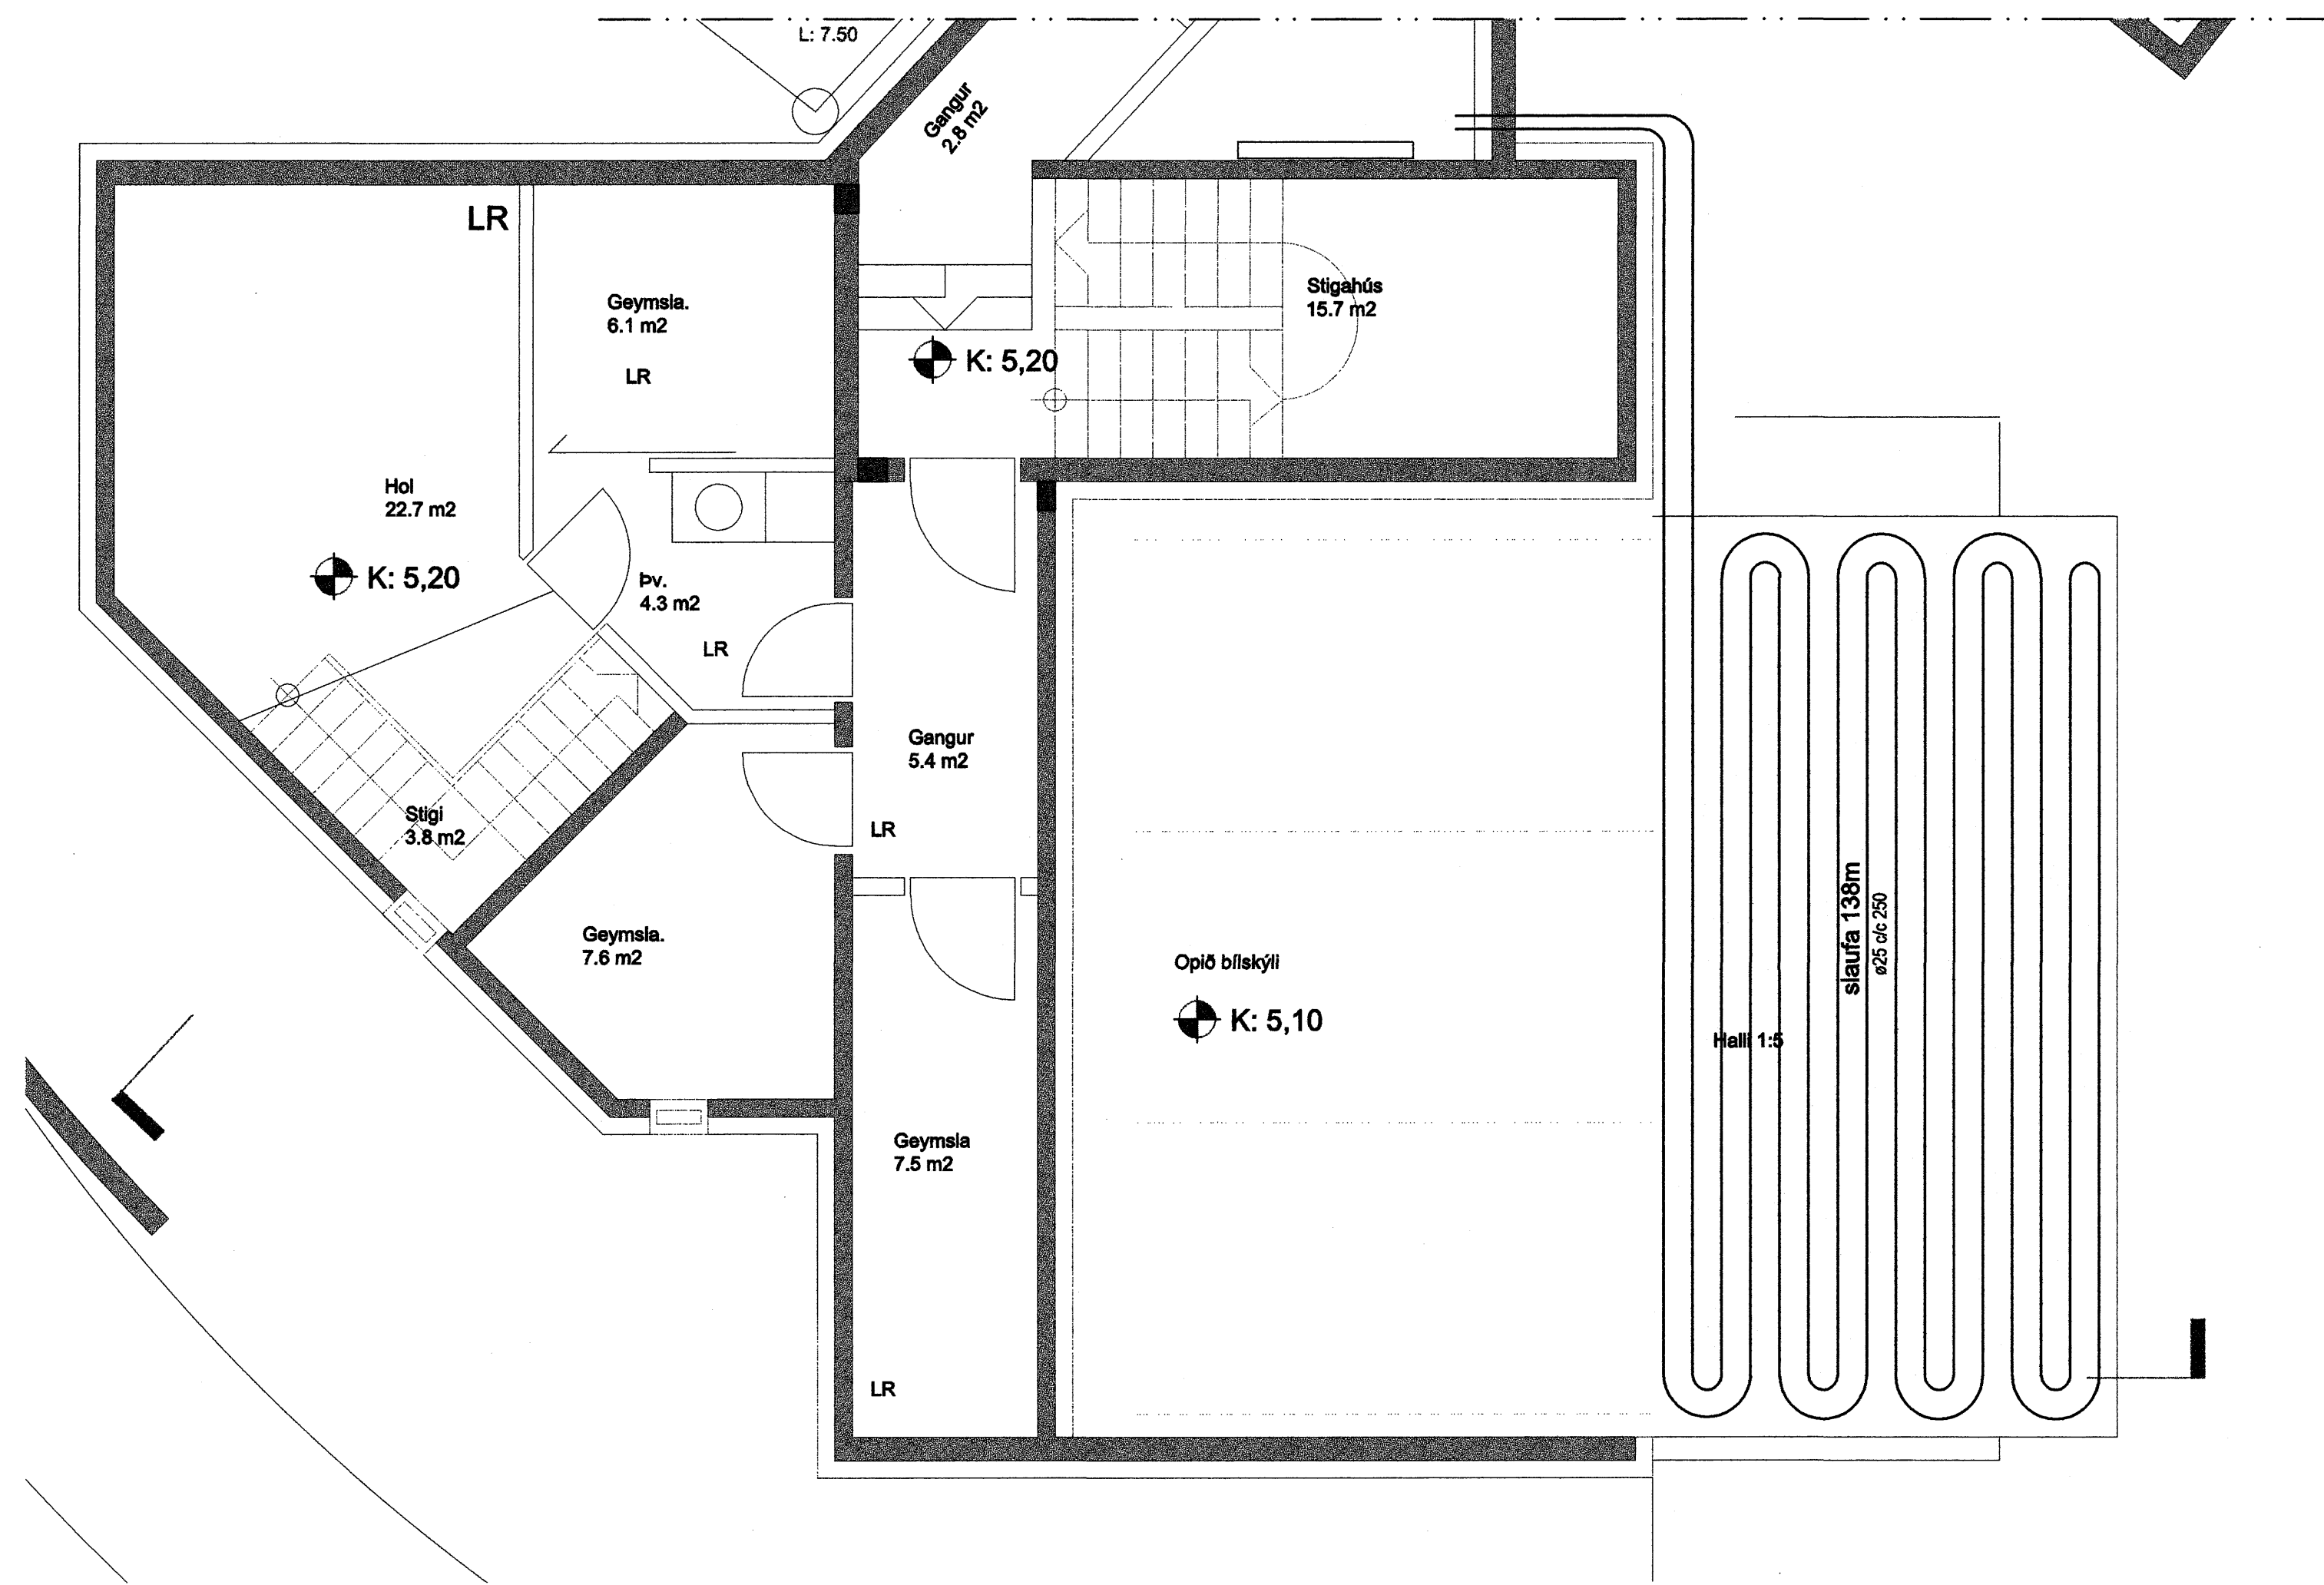 L: 7.50
Gangur
2.8 m2
LR
Geymsla.
6.1 m2
LR
Stigahús
15.7 m2
K: 5,20
Hol
22.7 m2
K: 5,20
Þv.
4.3 m2
LR
Gangur
5.4 m2
LR
Stigi
3.8 m2
Geymsla.
7.6 m2
Opið bílskýli
K: 5,10
slaufa 138m
ø25 c/c 250
Halli 1:5
Geymsla
7.5 m2
LR